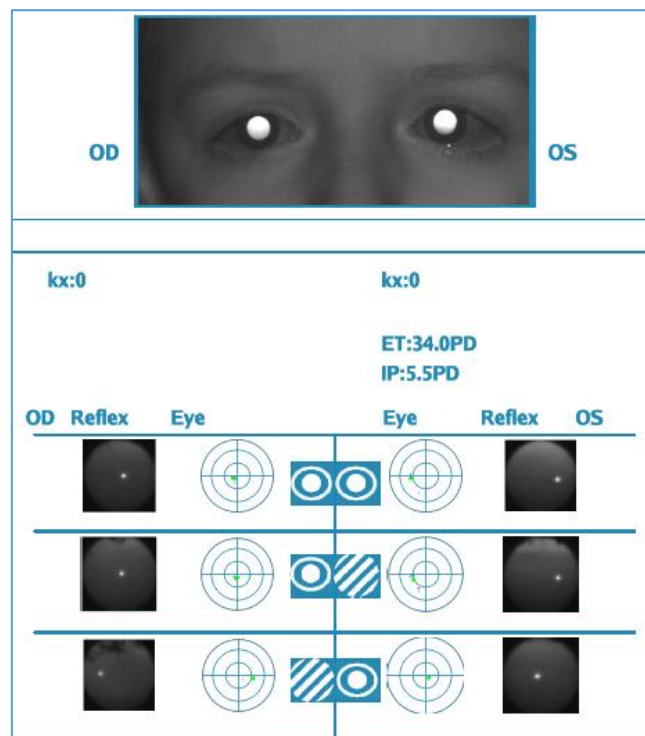 OD OS
kx:0 kx:0
ET:34.0PD
IP:5.5PD
OD Reflex Eye Eye Reflex OS